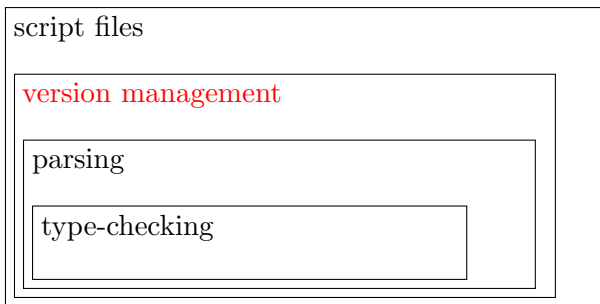 script files
version management
parsing
type-checking